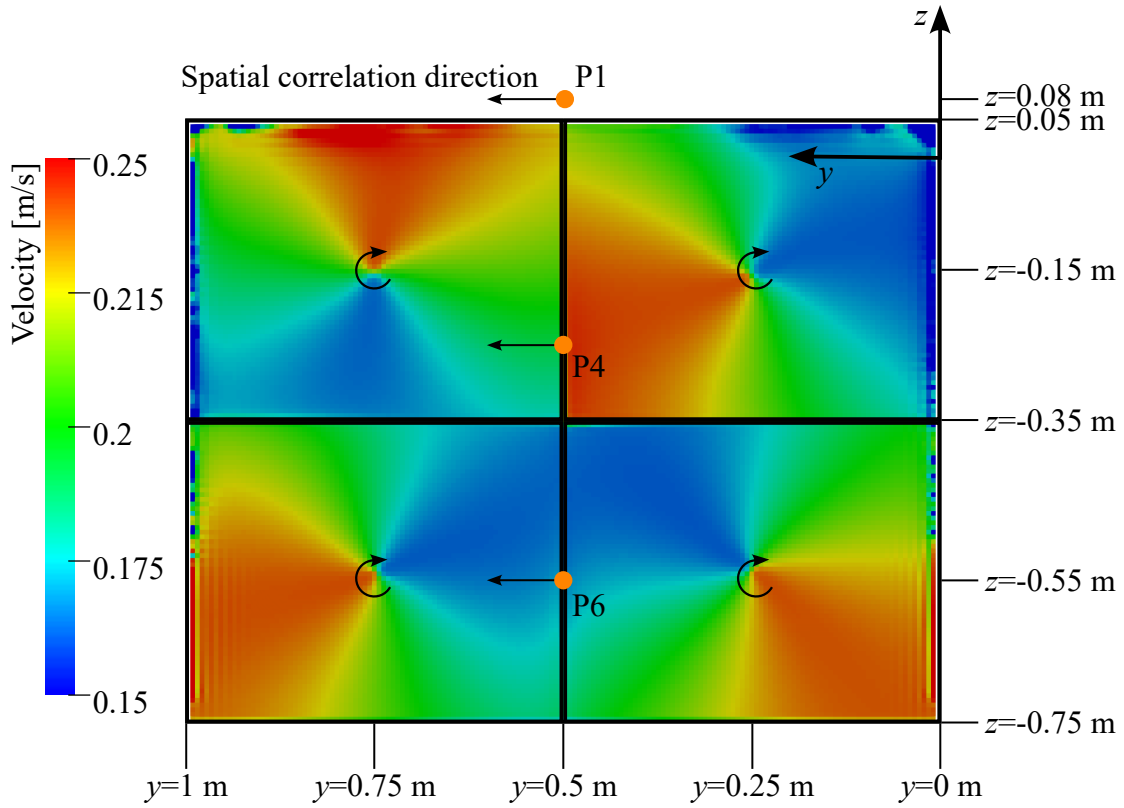 z
Spatial correlation direction P1
z=0.08 m
z=0.05 m
y
Velocity [m/s]
0.25
0.215
0.2
0.175
0.15
z=-0.15 m
P4
z=-0.35 m
z=-0.55 m
P6
z=-0.75 m
y=1 m y=0.75 m y=0.5 m y=0.25 m y=0 m